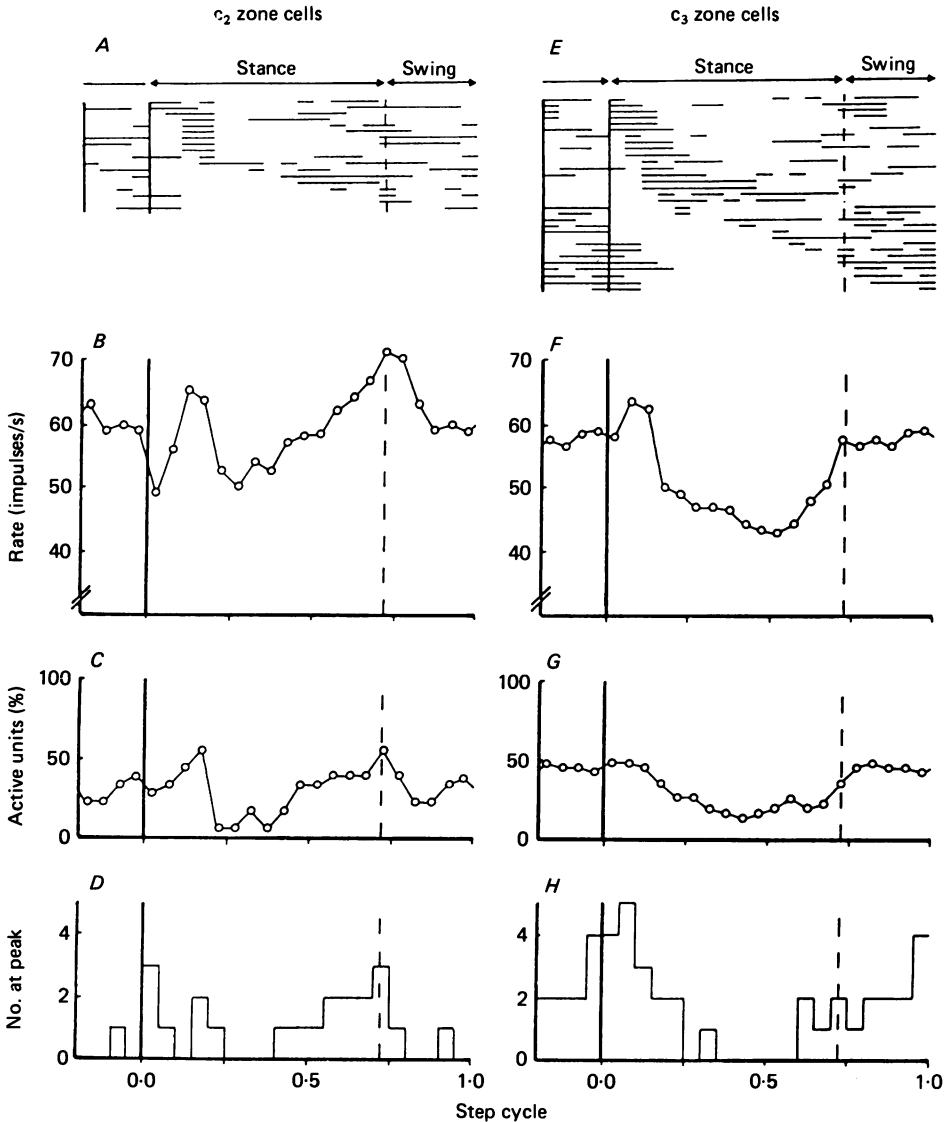 c₂ zone cells
c₃ zone cells
A
Stance
Swing
E
Stance
Swing
B
Rate (impulses/s)
70
60
50
40
F
70
60
50
40
C
Active units (%)
100
50
0
G
100
50
0
D
No. at peak
4
2
0
H
4
2
0
0·0
0·5
1.0
0·0
0·5
1.0
Step cycle